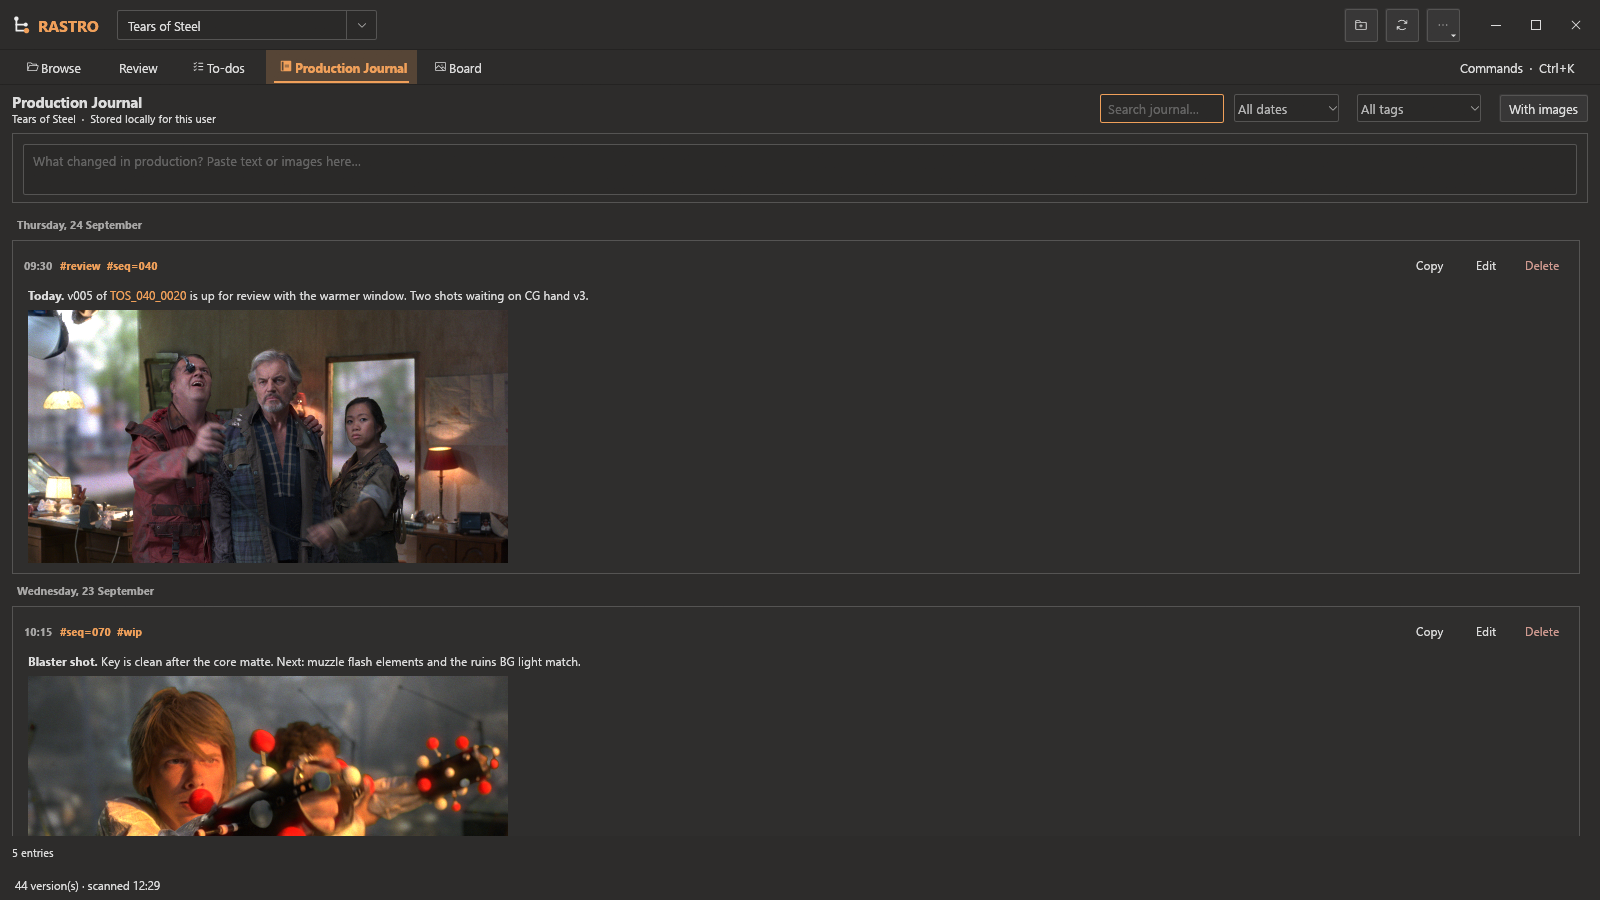 RASTRO
Tears of Steel
Browse
Review
To-dos
Production Journal
Board
Commands · Ctrl+K
Production Journal
Tears of Steel · Stored locally for this user
Search journal...
All dates
All tags
With images
What changed in production? Paste text or images here...
Thursday, 24 September
09:30 #review #seq=040
Copy
Edit
Delete
Today. v005 of TOS_040_0020 is up for review with the warmer window. Two shots waiting on CG hand v3.
Wednesday, 23 September
10:15 #seq=070 #wip
Copy
Edit
Delete
Blaster shot. Key is clean after the core matte. Next: muzzle flash elements and the ruins BG light match.
5 entries
44 version(s) · scanned 12:29